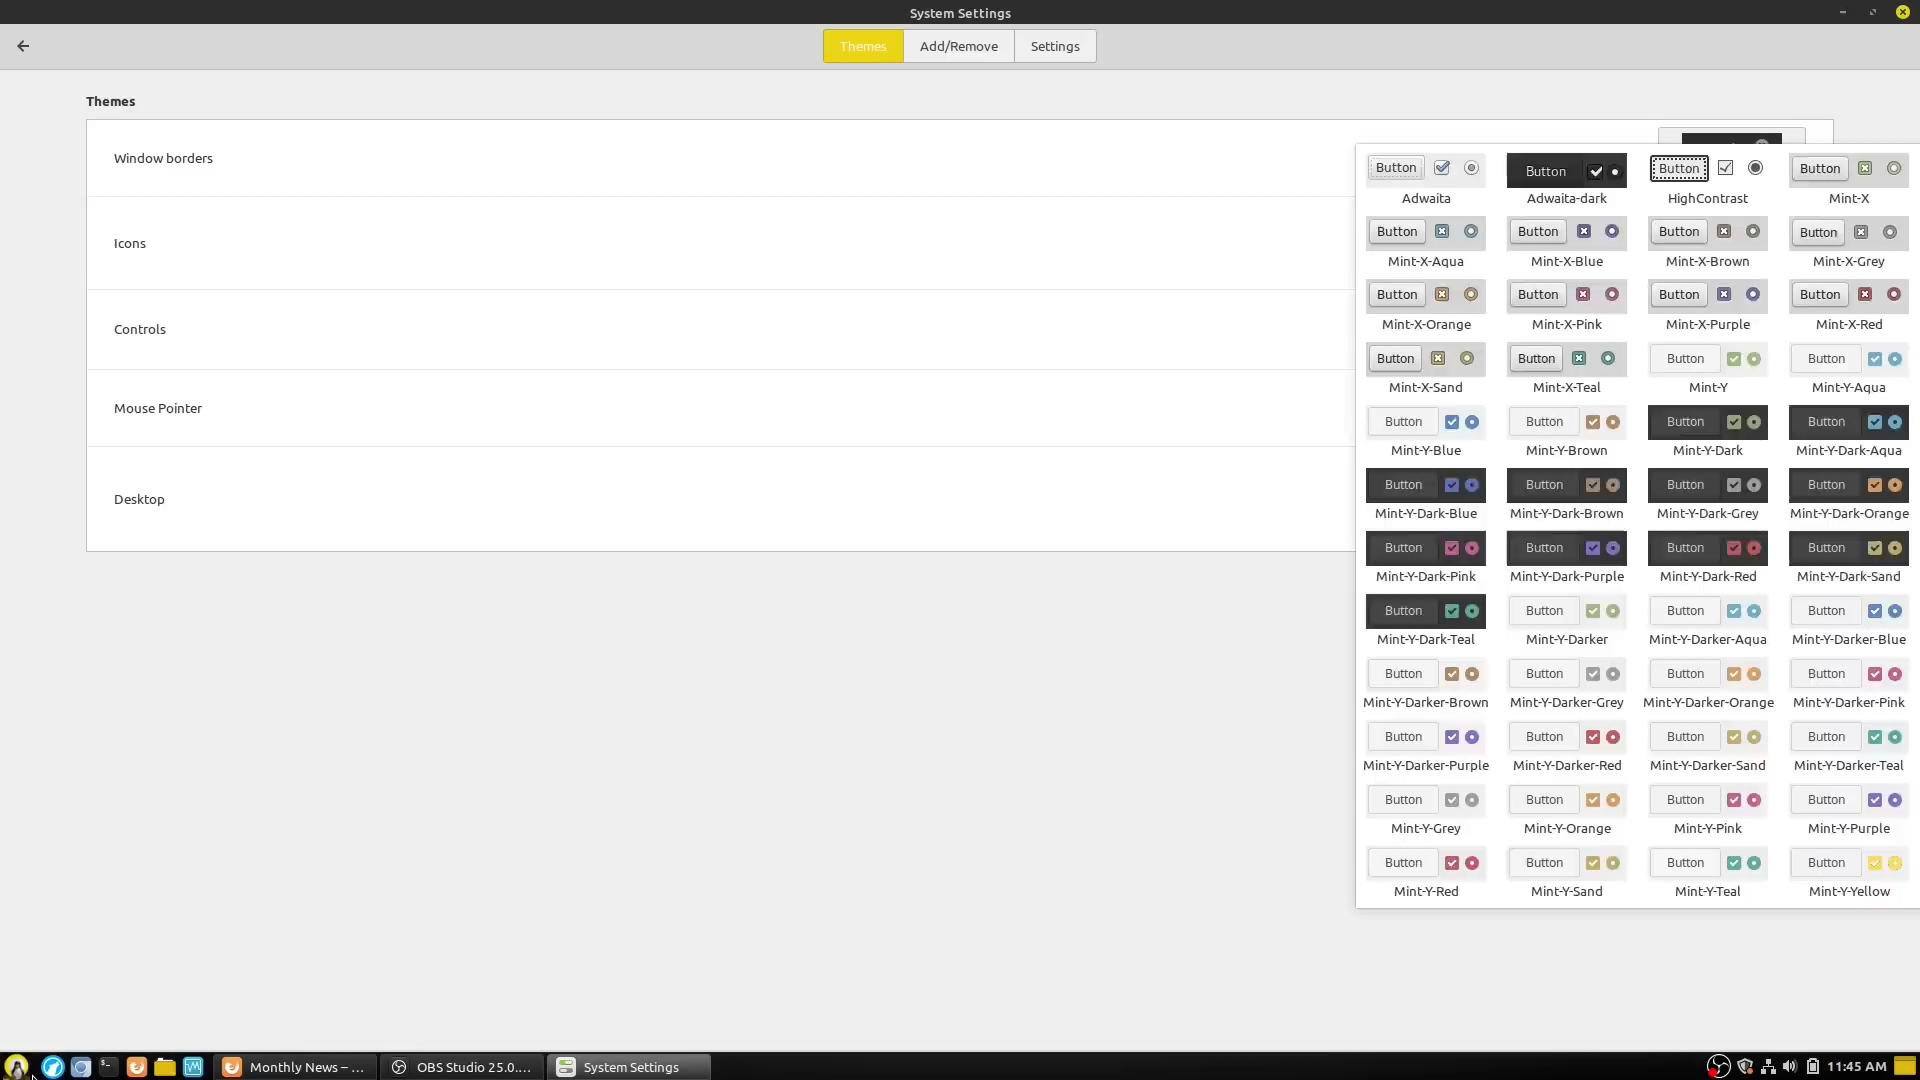 System Settings
Themes
Add/Remove
Settings
Themes
Window borders
Icons
Controls
Mouse Pointer
Desktop
Button
Button
Button
Button
Adwaita
Adwaita-dark
HighContrast
Mint-X
Button
Button
Button
Button
Mint-X-Aqua
Mint-X-Blue
Mint-X-Brown
Mint-X-Grey
Button
Button
Button
Button
Mint-X-Orange
Mint-X-Pink
Mint-X-Purple
Mint-X-Red
Button
Button
Button
Button
Mint-X-Sand
Mint-X-Teal
Mint-Y
Mint-Y-Aqua
Button
Button
Button
Button
Mint-Y-Blue
Mint-Y-Brown
Mint-Y-Dark
Mint-Y-Dark-Aqua
Button
Button
Button
Button
Mint-Y-Dark-Blue
Mint-Y-Dark-Brown
Mint-Y-Dark-Grey
Mint-Y-Dark-Orange
Button
Button
Button
Button
Mint-Y-Dark-Pink
Mint-Y-Dark-Purple
Mint-Y-Dark-Red
Mint-Y-Dark-Sand
Button
Button
Button
Button
Mint-Y-Dark-Teal
Mint-Y-Darker
Mint-Y-Darker-Aqua
Mint-Y-Darker-Blue
Button
Button
Button
Button
Mint-Y-Darker-Brown
Mint-Y-Darker-Grey
Mint-Y-Darker-Orange
Mint-Y-Darker-Pink
Button
Button
Button
Button
Mint-Y-Darker-Purple
Mint-Y-Darker-Red
Mint-Y-Darker-Sand
Mint-Y-Darker-Teal
Button
Button
Button
Button
Mint-Y-Grey
Mint-Y-Orange
Mint-Y-Pink
Mint-Y-Purple
Button
Button
Button
Button
Mint-Y-Red
Mint-Y-Sand
Mint-Y-Teal
Mint-Y-Yellow
Monthly News – ...
OBS Studio 25.0....
System Settings
11:45 AM